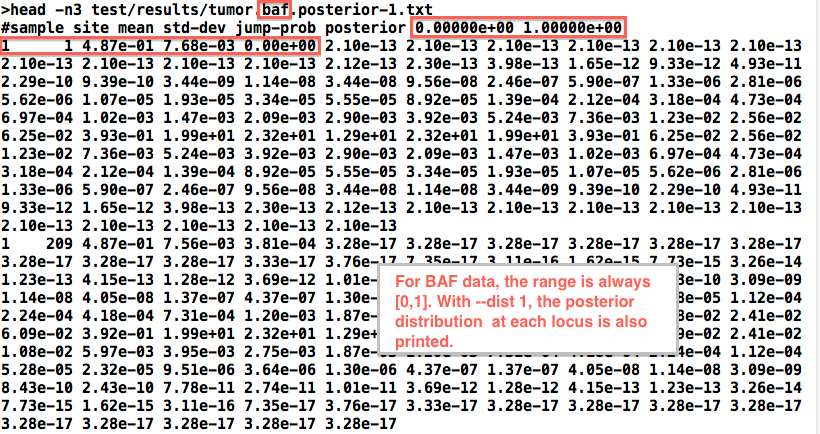 >head -n3 test/results/tumor.baf.posterior-1.txt
#sample site mean std-dev jump-prob posterior 0.00000e+00 1.00000e+00
1 1 4.87e-01 7.68e-03 0.00e+00 2.10e-13 2.10e-13 2.10e-13 2.10e-13 2.10e-13 2.10e-13
2.10e-13 2.10e-13 2.10e-13 2.10e-13 2.12e-13 2.30e-13 3.98e-13 1.65e-12 9.33e-12 4.93e-11
2.29e-10 9.39e-10 3.44e-09 1.14e-08 3.44e-08 9.56e-08 2.46e-07 5.90e-07 1.33e-06 2.81e-06
5.62e-06 1.07e-05 1.93e-05 3.34e-05 5.55e-05 8.92e-05 1.39e-04 2.12e-04 3.18e-04 4.73e-04
6.97e-04 1.02e-03 1.47e-03 2.09e-03 2.90e-03 3.92e-03 5.24e-03 7.36e-03 1.23e-02 2.56e-02
6.25e-02 3.93e-01 1.99e+01 2.32e+01 1.29e+01 2.32e+01 1.99e+01 3.93e-01 6.25e-02 2.56e-02
1.23e-02 7.36e-03 5.24e-03 3.92e-03 2.90e-03 2.09e-03 1.47e-03 1.02e-03 6.97e-04 4.73e-04
3.18e-04 2.12e-04 1.39e-04 8.92e-05 5.55e-05 3.34e-05 1.93e-05 1.07e-05 5.62e-06 2.81e-06
1.33e-06 5.90e-07 2.46e-07 9.56e-08 3.44e-08 1.14e-08 3.44e-09 9.39e-10 2.29e-10 4.93e-11
9.33e-12 1.65e-12 3.98e-13 2.30e-13 2.12e-13 2.10e-13 2.10e-13 2.10e-13 2.10e-13 2.10e-13
2.10e-13 2.10e-13 2.10e-13 2.10e-13 2.10e-13
1 209 4.87e-01 7.56e-03 3.81e-04 3.28e-17 3.28e-17 3.28e-17 3.28e-17 3.28e-17 3.28e-17
3.28e-17 3.28e-17 3.28e-17 3.33e-17 3.76e-17 7.35e-17 3.11e-16 1.62e-15 7.73e-15 3.26e-14
1.23e-13 4.15e-13 1.28e-12 3.69e-12 3.09e-09
1.14e-08 4.05e-08 1.37e-07 4.37e-07 1.12e-04
2.24e-04 4.18e-04 7.31e-04 1.20e-03 2.41e-02
6.09e-02 3.92e-01 1.99e+01 2.32e+01 2.41e-02
1.08e-02 5.97e-03 3.95e-03 2.75e-03 1.12e-04
5.28e-05 2.32e-05 9.51e-06 3.64e-06 1.30e-06 4.37e-07 1.37e-07 4.05e-08 1.14e-08 3.09e-09
8.43e-10 2.43e-10 7.78e-11 2.74e-11 1.01e-11 3.69e-12 1.28e-12 4.15e-13 1.23e-13 3.26e-14
7.73e-15 1.62e-15 3.11e-16 7.35e-17 3.76e-17 3.33e-17 3.28e-17 3.28e-17 3.28e-17 3.28e-17
3.28e-17 3.28e-17 3.28e-17 3.28e-17 3.28e-17
For BAF data, the range is always
[0,1]. With --dist 1, the posterior
distribution at each locus is also
printed.